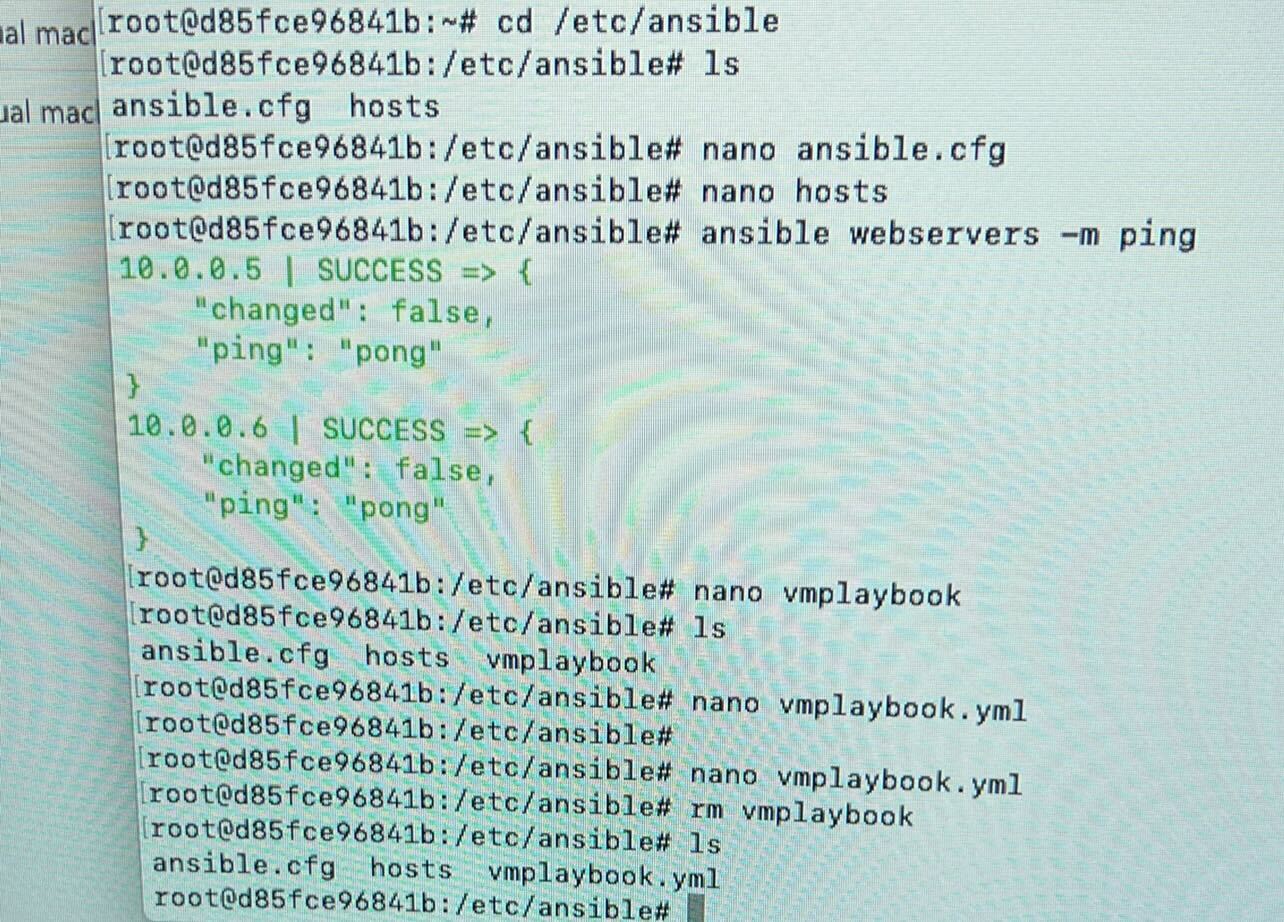 [root@d85fce96841b:~# cd /etc/ansible
[root@d85fce96841b:/etc/ansible# ls
ansible.cfg  hosts
[root@d85fce96841b:/etc/ansible# nano ansible.cfg
[root@d85fce96841b:/etc/ansible# nano hosts
[root@d85fce96841b:/etc/ansible# ansible webservers -m ping
10.0.0.5 | SUCCESS => {
    "changed": false,
    "ping": "pong"
}
10.0.0.6 | SUCCESS => {
    "changed": false,
    "ping": "pong"
}
[root@d85fce96841b:/etc/ansible# nano vmplaybook
[root@d85fce96841b:/etc/ansible# ls
ansible.cfg  hosts  vmplaybook
[root@d85fce96841b:/etc/ansible# nano vmplaybook.yml
[root@d85fce96841b:/etc/ansible#
[root@d85fce96841b:/etc/ansible# nano vmplaybook.yml
[root@d85fce96841b:/etc/ansible# rm vmplaybook
[root@d85fce96841b:/etc/ansible# ls
ansible.cfg  hosts  vmplaybook.yml
root@d85fce96841b:/etc/ansible#